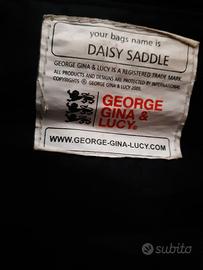 your bags name is
DAISY SADDLE
GEORGE GINA & LUCY IS A REGISTERED TRADE MARK.
ALL PRODUCTS AND DESIGNS ARE PROTECTED BY INTERNATIONAL
COPYRIGHTS © GEORGE GINA & LUCY 2005.
GEORGE
GINA &
LUCY®
WWW.GEORGE-GINA-LUCY.COM
subito